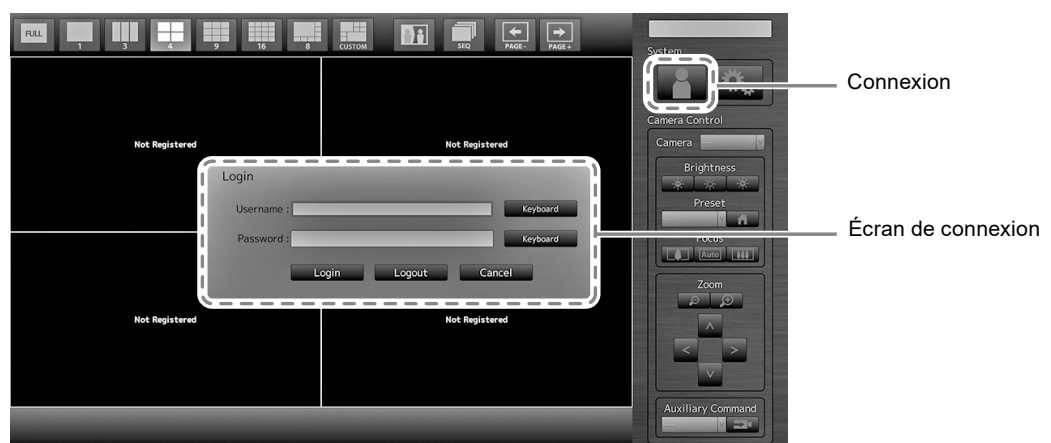 FULL 1 3 4 9 16 8 CUSTOM SEQ PAGE - PAGE +
System
Connexion
Camera Control
Camera ---
Not Registered Not Registered
Brightness
Login
Username : Keyboard
Preset
---
Password : Keyboard
Écran de connexion
Focus
Auto
Login Logout Cancel
Zoom
Not Registered Not Registered
Auxiliary Command
---